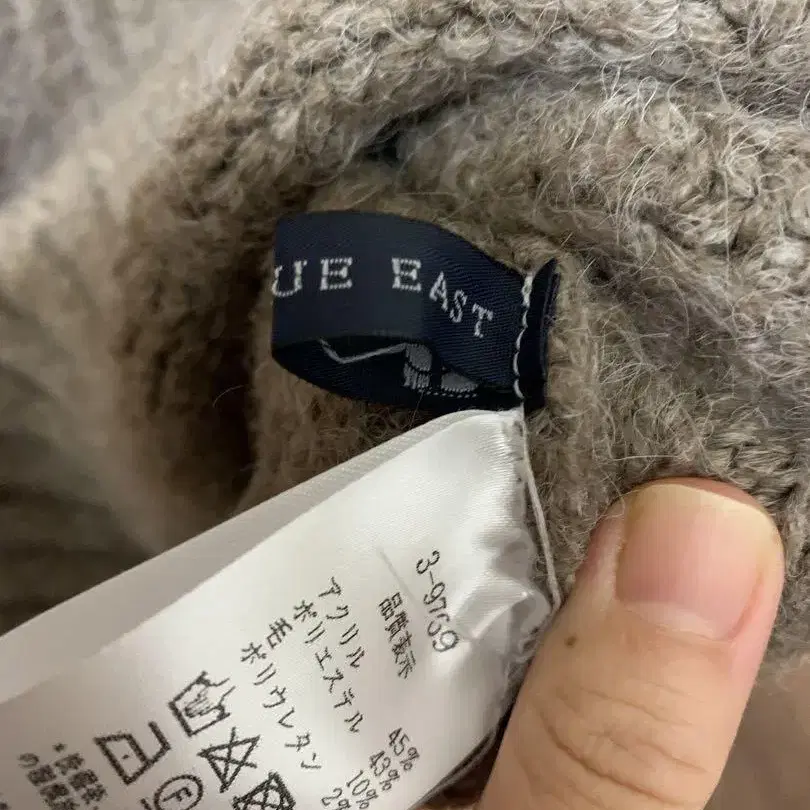 UE EAST
3-9769
品質表示
アクリル 45%
ポリエステル 43%
毛 10%
ポリウレタン 2%
F